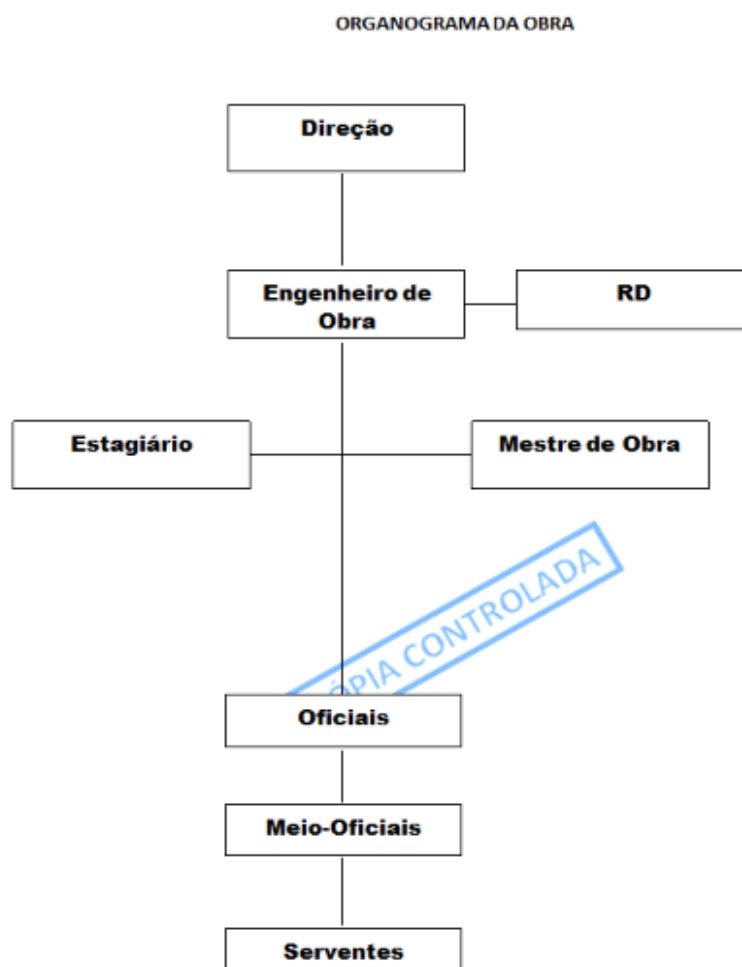 ORGANOGRAMA DA OBRA
Direção
Engenheiro de
Obra
RD
Estagiário
Mestre de Obra
CONTROLADA
Oficiais
Meio-Oficiais
Serventes